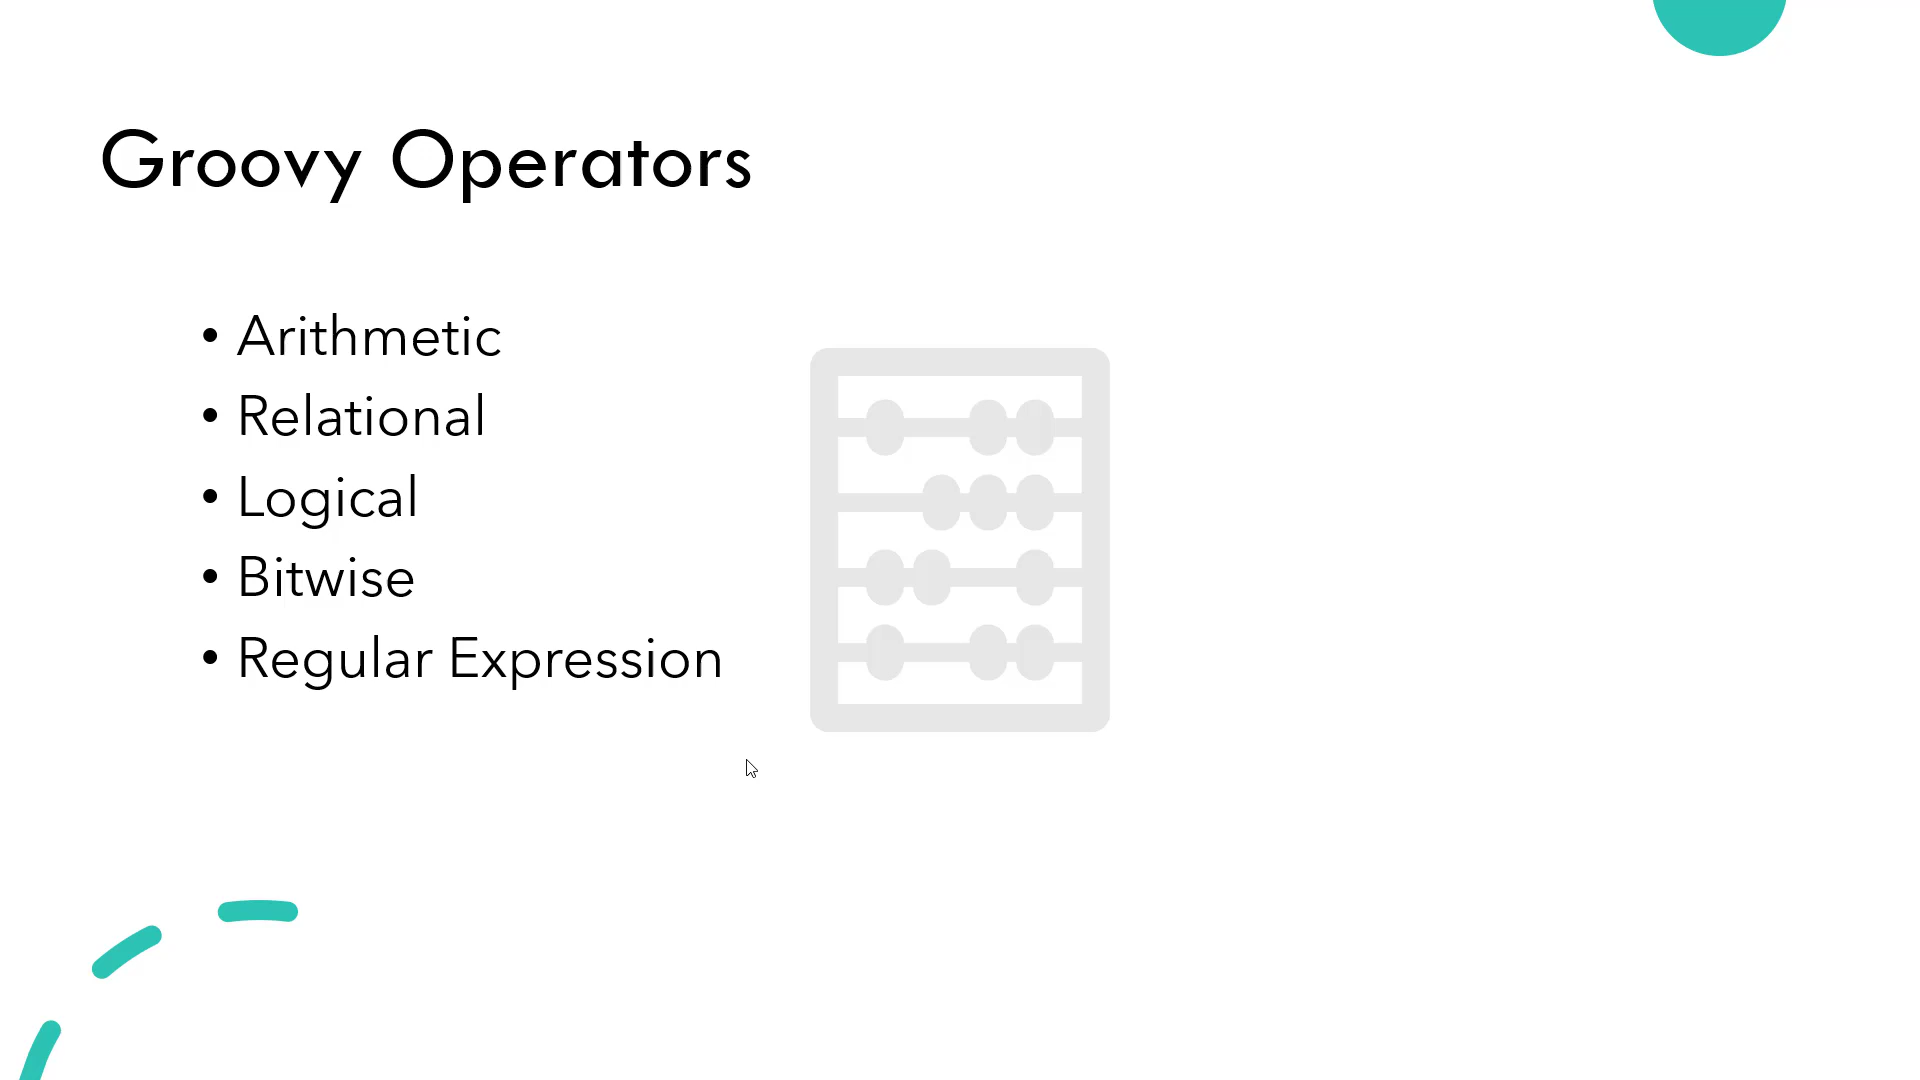 Groovy Operators
• Arithmetic
• Relational
• Logical
• Bitwise
• Regular Expression